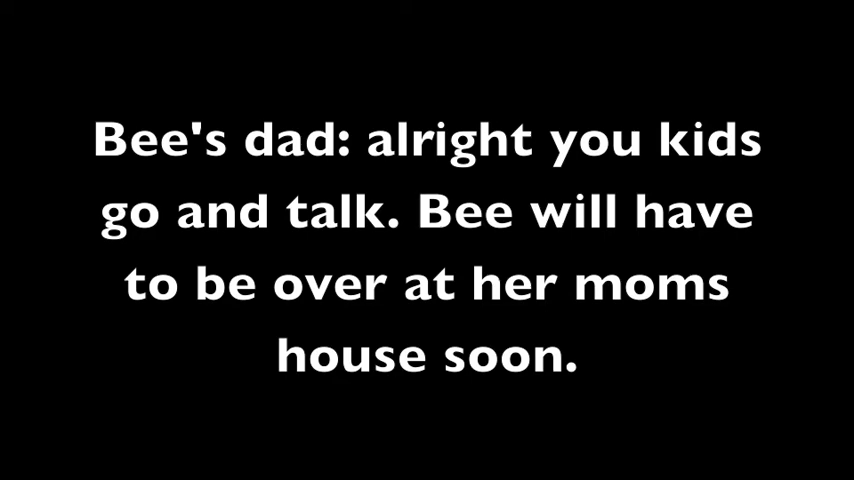 Bee's dad: alright you kids
go and talk. Bee will have
to be over at her moms
house soon.